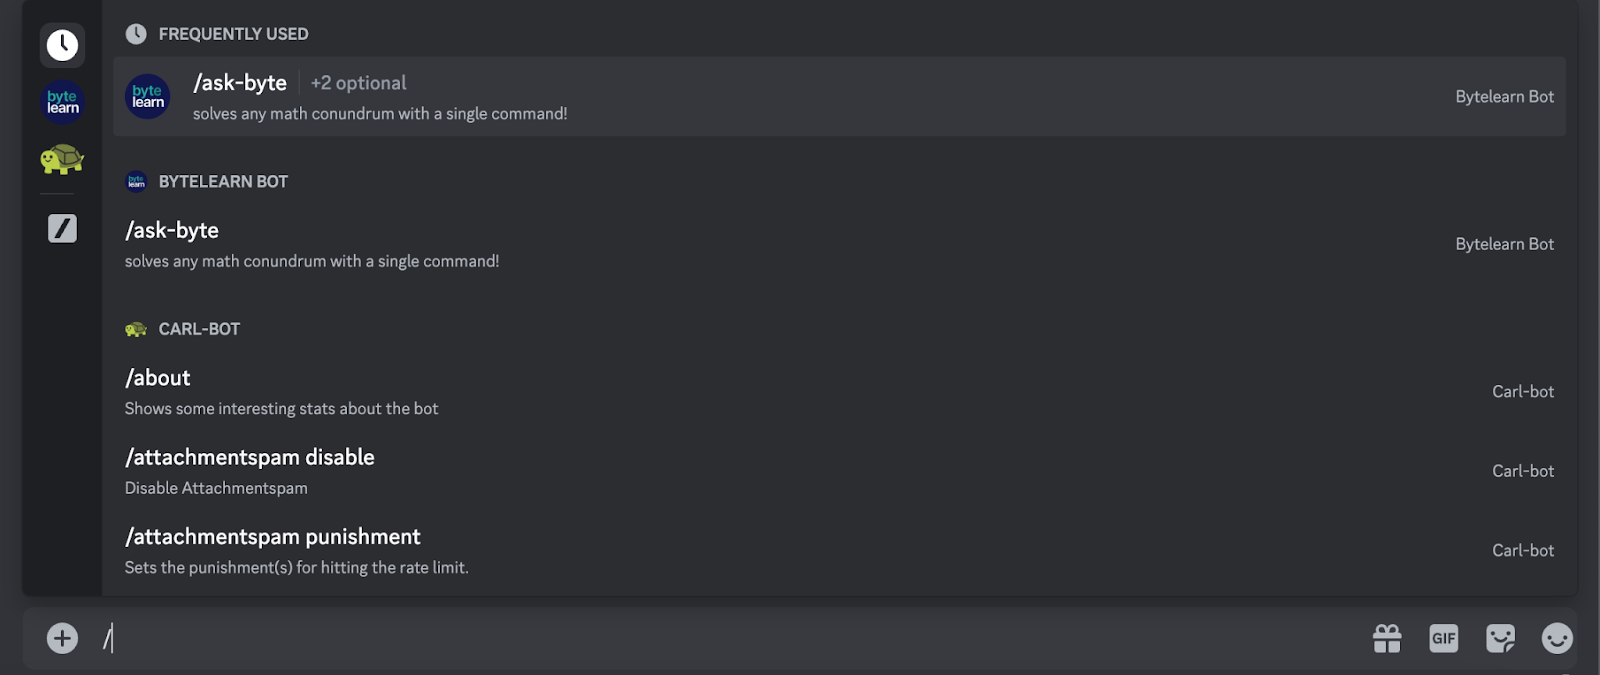 FREQUENTLY USED
byte
learn
byte
learn
/ask-byte +2 optional
solves any math conundrum with a single command!
Bytelearn Bot
byte
learn
BYTELEARN BOT
/ask-byte
solves any math conundrum with a single command!
Bytelearn Bot
CARL-BOT
/about
Shows some interesting stats about the bot
Carl-bot
/attachmentspam disable
Disable Attachmentspam
Carl-bot
/attachmentspam punishment
Sets the punishment(s) for hitting the rate limit.
Carl-bot
/
GIF